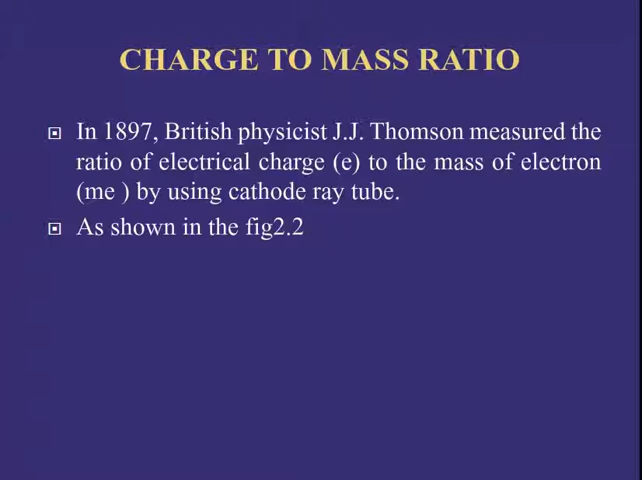 CHARGE TO MASS RATIO
In 1897, British physicist J.J. Thomson measured the
ratio of electrical charge (e) to the mass of electron
(me ) by using cathode ray tube.
As shown in the fig2.2